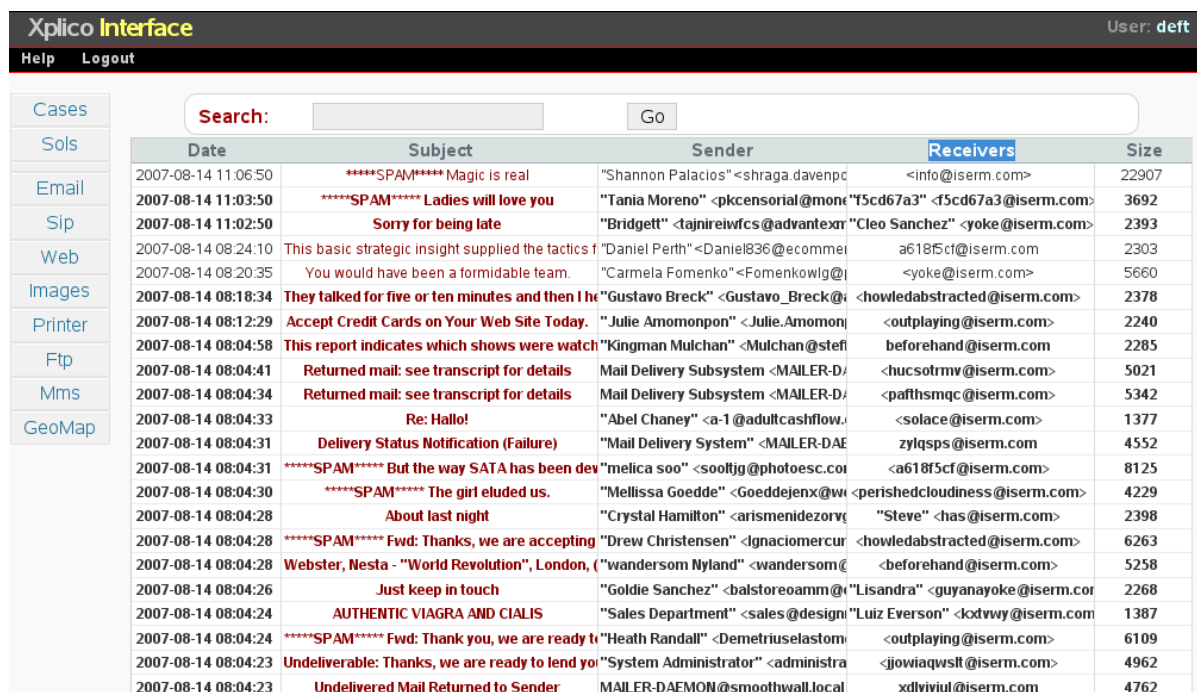 Xplico Interface User: deft
Help Logout
Cases
Sols
Email
Sip
Web
Images
Printer
Ftp
Mms
GeoMap
Search: Go
Date Subject Sender Receivers Size
2007-08-14 11:06:50 *****SPAM***** Magic is real "Shannon Palacios" <shraga.davenpo <info@iserm.com> 22907
2007-08-14 11:03:50 *****SPAM***** Ladies will love you "Tania Moreno" <pkcensorial@mone "f5cd67a3" <f5cd67a3@iserm.com> 3692
2007-08-14 11:02:50 Sorry for being late "Bridgett" <tajnireiwfcs@advantexm "Cleo Sanchez" <yoke@iserm.com> 2393
2007-08-14 08:24:10 This basic strategic insight supplied the tactics f "Daniel Perth" <Daniel836@ecommer a618f5cf@iserm.com 2303
2007-08-14 08:20:35 You would have been a formidable team. "Carmela Fomenko" <Fomenkowlg@p <yoke@iserm.com> 5660
2007-08-14 08:18:34 They talked for five or ten minutes and then I he "Gustavo Breck" <Gustavo_Breck@a <howledabstracted@iserm.com> 2378
2007-08-14 08:12:29 Accept Credit Cards on Your Web Site Today. "Julie Amomonpon" <Julie.Amomonp <outplaying@iserm.com> 2240
2007-08-14 08:04:58 This report indicates which shows were watch "Kingman Mulchan" <Mulchan@steff beforehand@iserm.com 2285
2007-08-14 08:04:41 Returned mail: see transcript for details Mail Delivery Subsystem <MAILER-DA <hucsotrmv@iserm.com> 5021
2007-08-14 08:04:34 Returned mail: see transcript for details Mail Delivery Subsystem <MAILER-DA <pafthsmqc@iserm.com> 5342
2007-08-14 08:04:33 Re: Hallo! "Abel Chaney" <a-1@adultcashflow. <solace@iserm.com> 1377
2007-08-14 08:04:31 Delivery Status Notification (Failure) "Mail Delivery System" <MAILER-DAE zylqsps@iserm.com 4552
2007-08-14 08:04:31 *****SPAM***** But the way SATA has been dev "melica soo" <sooltjg@photoesc.com <a618f5cf@iserm.com> 8125
2007-08-14 08:04:30 *****SPAM***** The girl eluded us. "Mellissa Goedde" <Goeddejenx@we <perishedcloudiness@iserm.com> 4229
2007-08-14 08:04:28 About last night "Crystal Hamilton" <arismenidezorvg "Steve" <has@iserm.com> 2398
2007-08-14 08:04:28 *****SPAM***** Fwd: Thanks, we are accepting "Drew Christensen" <Ignaciomercur <howledabstracted@iserm.com> 6263
2007-08-14 08:04:28 Webster, Nesta - "World Revolution", London, ( "wandersom Nyland" <wandersom@ <beforehand@iserm.com> 5258
2007-08-14 08:04:26 Just keep in touch "Goldie Sanchez" <balstoreoamm@ "Lisandra" <guyanayoke@iserm.cor 2268
2007-08-14 08:04:24 AUTHENTIC VIAGRA AND CIALIS "Sales Department" <sales@design "Luiz Everson" <kxtvwy@iserm.com 1387
2007-08-14 08:04:24 *****SPAM***** Fwd: Thank you, we are ready t "Heath Randall" <Demetriuselastom <outplaying@iserm.com> 6109
2007-08-14 08:04:23 Undeliverable: Thanks, we are ready to lend you "System Administrator" <administra <jjowiaqwslt@iserm.com> 4962
2007-08-14 08:04:23 Undelivered Mail Returned to Sender MAILER-DAEMON@smoothwall.local xdlvivjul@iserm.com 4762